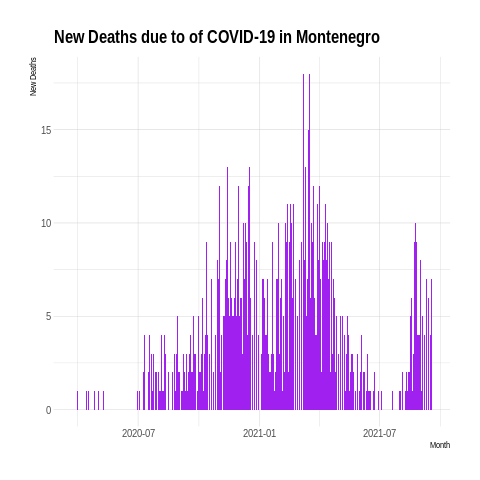 New Deaths due to of COVID-19 in Montenegro
New Deaths
15
10
5
0
2020-07
2021-01
2021-07
Month